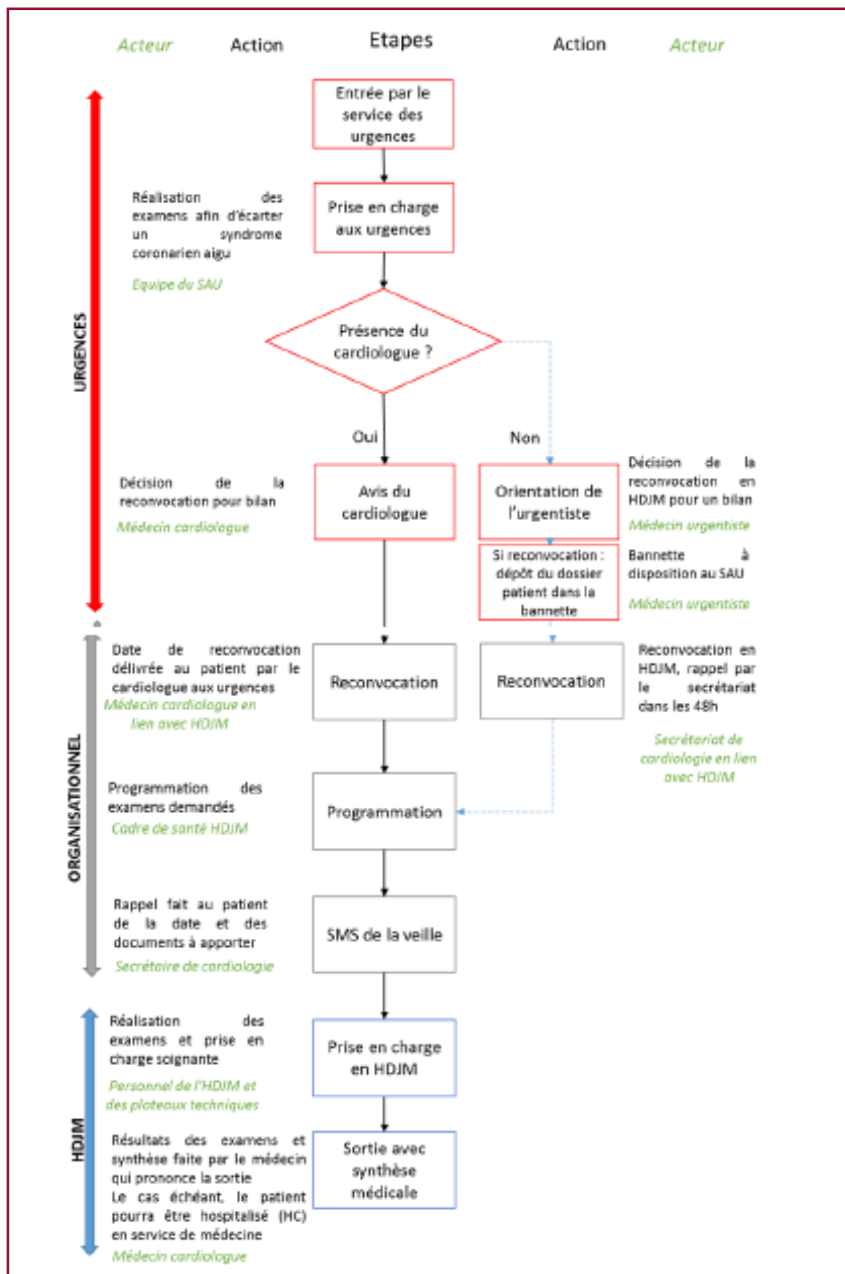 Acteur
Action
Etapes
Action
Acteur
URGENCES
Entrée par le
service des
urgences
Réalisation des
examens afin d'écarter
un syndrome
coronarien aigu
Equipe du SAU
Prise en charge
aux urgences
Présence du
cardiologue ?
Oui
Non
Décision de la
reconvocation pour bilan
Médecin cardiologue
Avis du
cardiologue
Orientation de
l'urgentiste
Décision de la
reconvocation en
HDJM pour un bilan
Médecin urgentiste
Si reconvocation :
dépôt du dossier
patient dans la
bannette
Bannette à
disposition au SAU
Médecin urgentiste
ORGANISATIONNEL
Date de reconvocation
délivrée au patient par le
cardiologue aux urgences
Médecin cardiologue en
lien avec HDJM
Reconvocation
Reconvocation
Reconvocation en
HDJM, rappel par
le secrétariat
dans les 48h
Secrétariat de
cardiologie en lien
avec HDJM
Programmation des
examens demandés
Cadre de santé HDJM
Programmation
Rappel fait au patient
de la date et des
documents à apporter
Secrétaire de cardiologie
SMS de la veille
HDJM
Réalisation des
examens et prise en
charge soignante
Personnel de l'HDJM et
des plateaux techniques
Prise en charge
en HDJM
Résultats des examens et
synthèse faite par le médecin
qui prononce la sortie
Le cas échéant, le patient
pourra être hospitalisé (HC)
en service de médecine
Médecin cardiologue
Sortie avec
synthèse
médicale